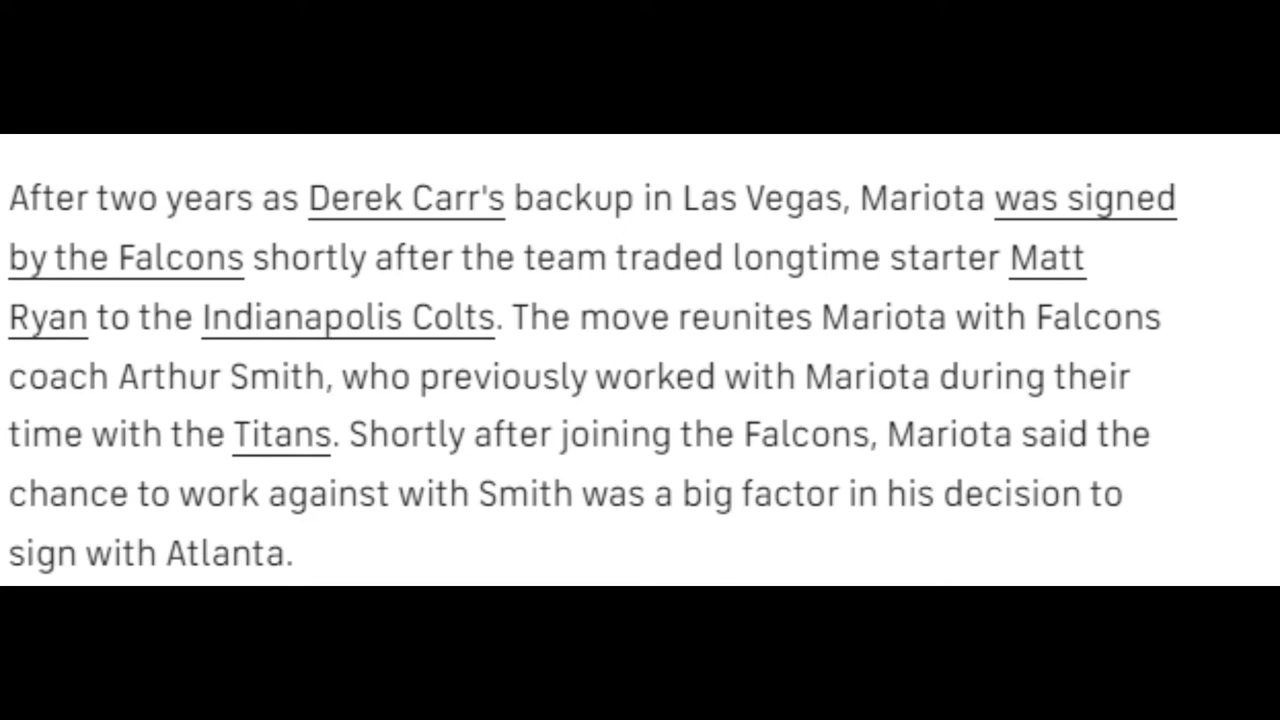 After two years as Derek Carr's backup in Las Vegas, Mariota was signed
by the Falcons shortly after the team traded longtime starter Matt
Ryan to the Indianapolis Colts. The move reunites Mariota with Falcons
coach Arthur Smith, who previously worked with Mariota during their
time with the Titans. Shortly after joining the Falcons, Mariota said the
chance to work against with Smith was a big factor in his decision to
sign with Atlanta.